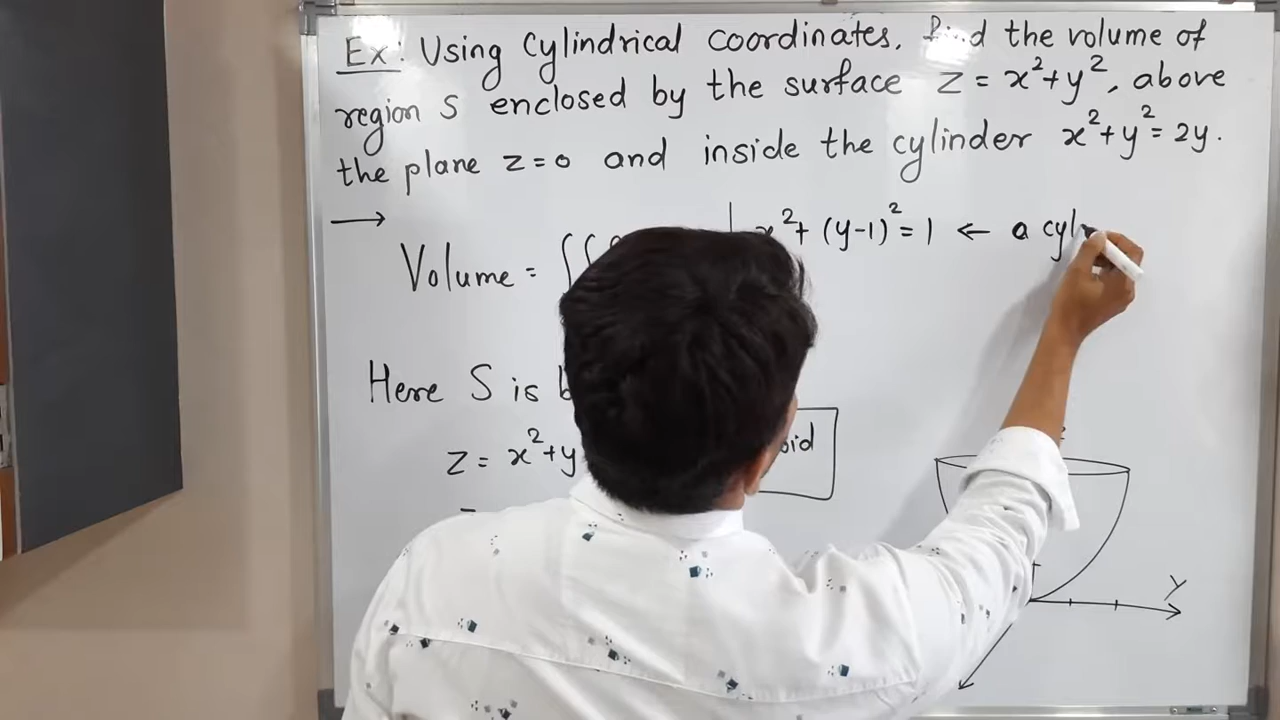 Ex: Using Cylindrical coordinates, find the volume of
region S enclosed by the surface z = x²+y², above
the plane z=0 and inside the cylinder x²+y²=2y.
Volume = ∫∫
x²+(y-1)²=1 ← a cyl
Here S is
z = x²+y
y